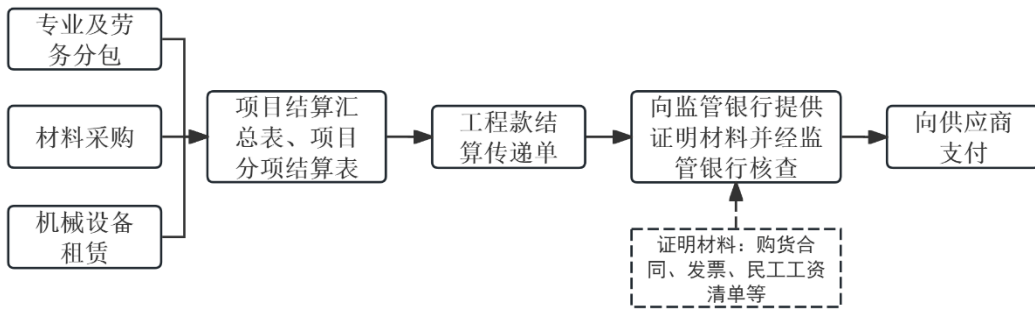 专业及劳
务分包
材料采购
机械设备
租赁
项目结算汇
总表、项目
分项结算表
工程款结
算传递单
向监管银行提供
证明材料并经监
管银行核查
证明材料：购货合
同、发票、民工工资
清单等
向供应商
支付